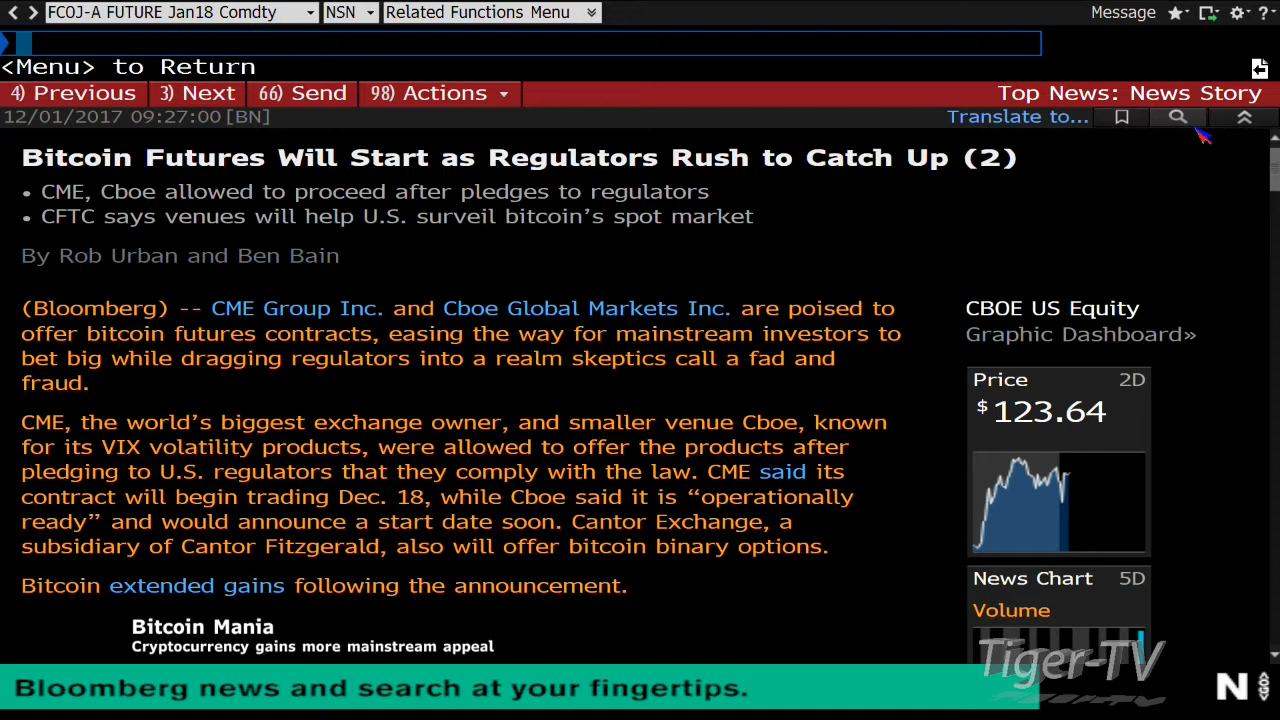 FCOJ-A FUTURE Jan18 Comdty
NSN
Related Functions Menu
Message
<Menu> to Return
4) Previous 3) Next 66) Send 98) Actions Top News: News Story
12/01/2017 09:27:00 [BN] Translate to...
Bitcoin Futures Will Start as Regulators Rush to Catch Up (2)
• CME, Cboe allowed to proceed after pledges to regulators
• CFTC says venues will help U.S. surveil bitcoin's spot market
By Rob Urban and Ben Bain
(Bloomberg) -- CME Group Inc. and Cboe Global Markets Inc. are poised to
offer bitcoin futures contracts, easing the way for mainstream investors to
bet big while dragging regulators into a realm skeptics call a fad and
fraud.
CME, the world's biggest exchange owner, and smaller venue Cboe, known
for its VIX volatility products, were allowed to offer the products after
pledging to U.S. regulators that they comply with the law. CME said its
contract will begin trading Dec. 18, while Cboe said it is “operationally
ready” and would announce a start date soon. Cantor Exchange, a
subsidiary of Cantor Fitzgerald, also will offer bitcoin binary options.
Bitcoin extended gains following the announcement.
Bitcoin Mania
Cryptocurrency gains more mainstream appeal
CBOE US Equity
Graphic Dashboard»
Price 2D
$123.64
News Chart 5D
Volume
Tiger-TV
Bloomberg news and search at your fingertips.
N